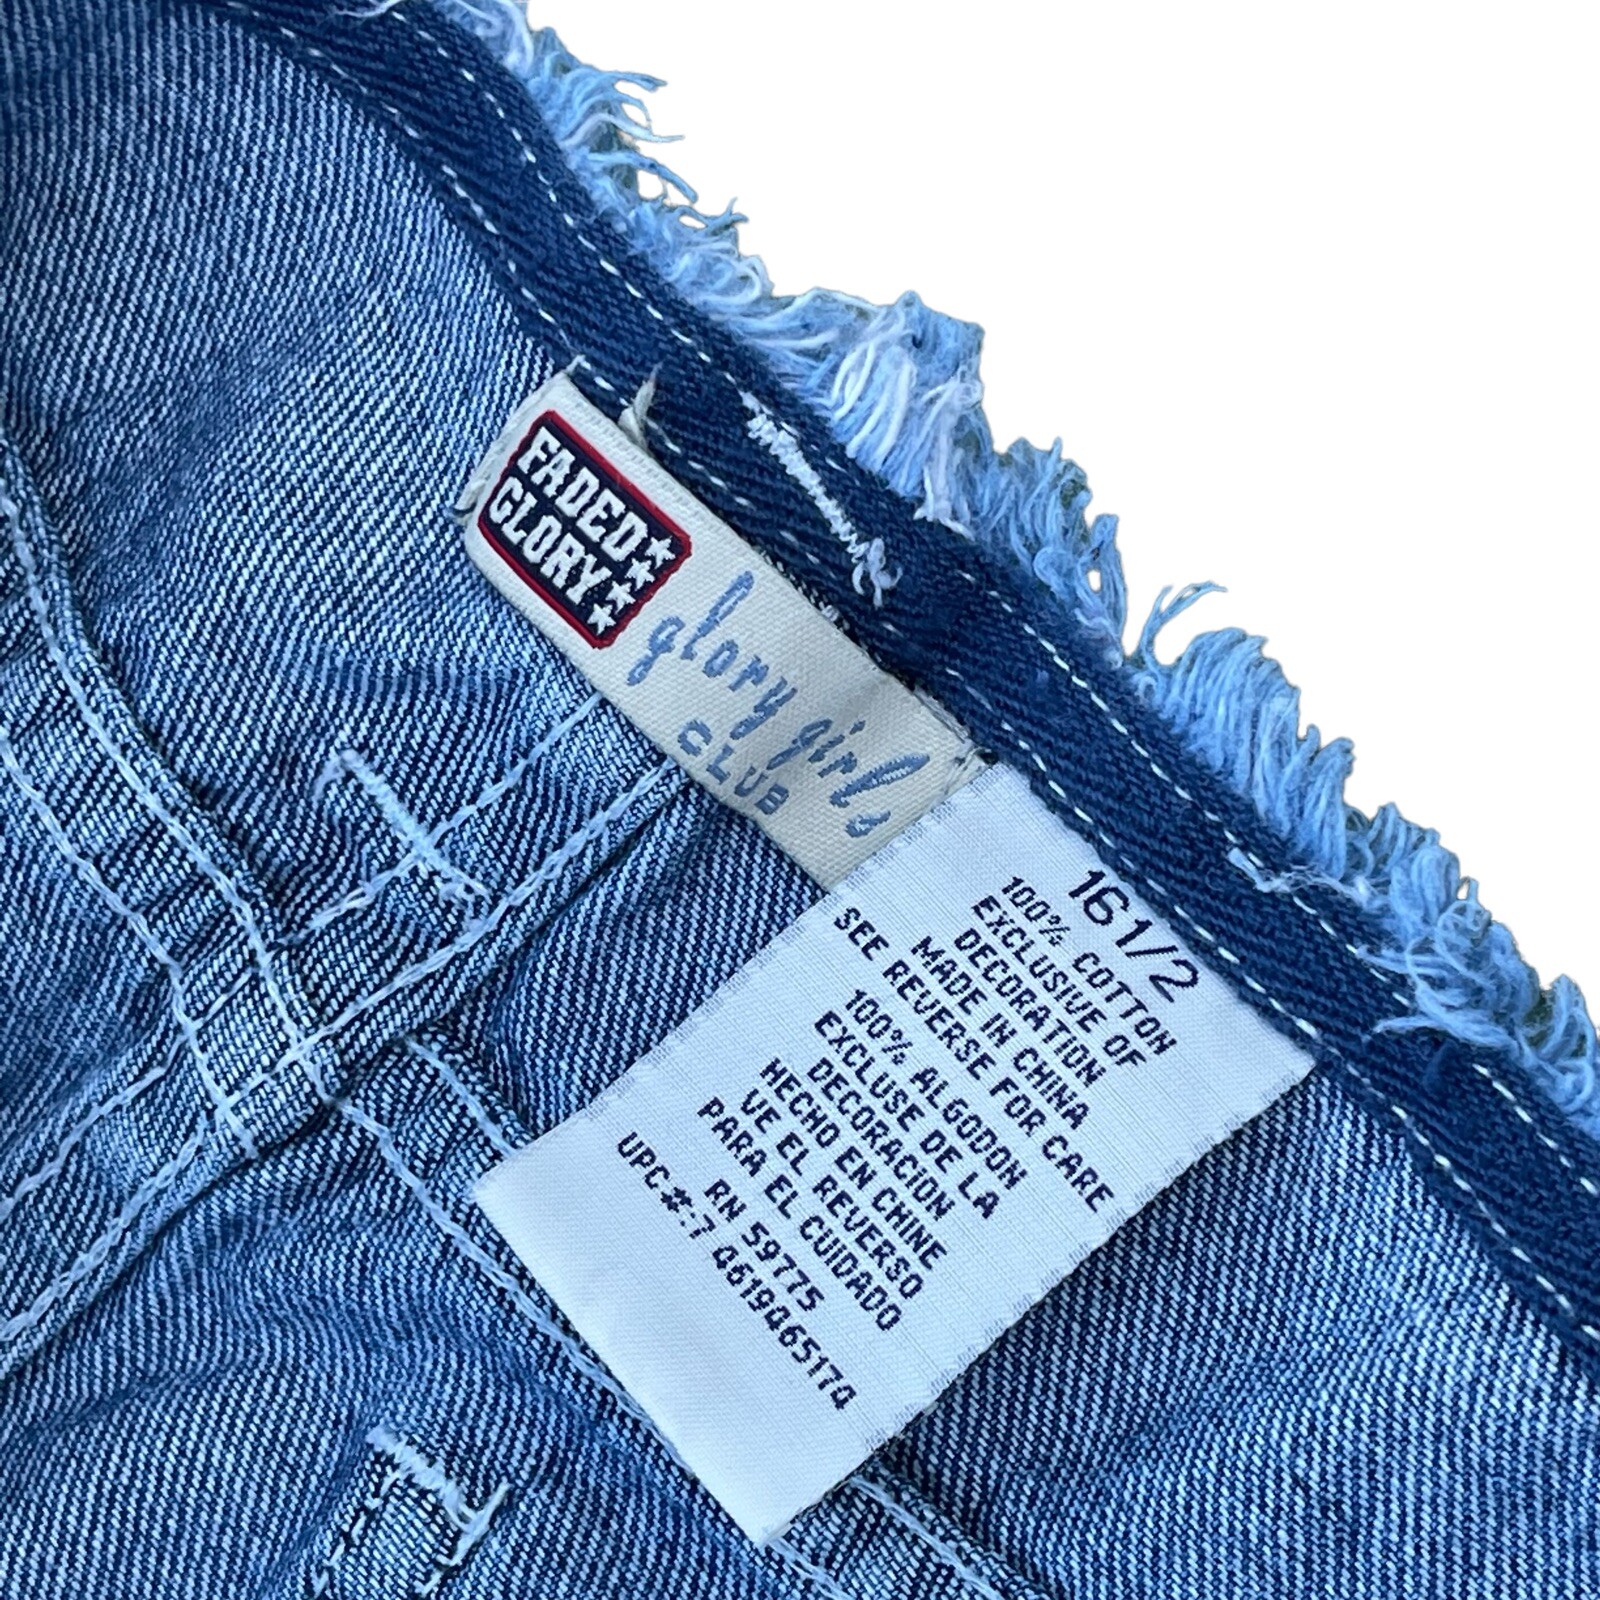 FADED
GLORY
glory girls
CLUB
16 1/2
100% COTTON
EXCLUSIVE OF
DECORATION
MADE IN CHINA
SEE REVERSE FOR CARE
100% ALGODON
EXCLUSE DE LA
DECORACION
HECHO EN CHINE
VE EL REVERSO
PARA EL CUIDADO
RN 59775
UPC#:7 4619465174